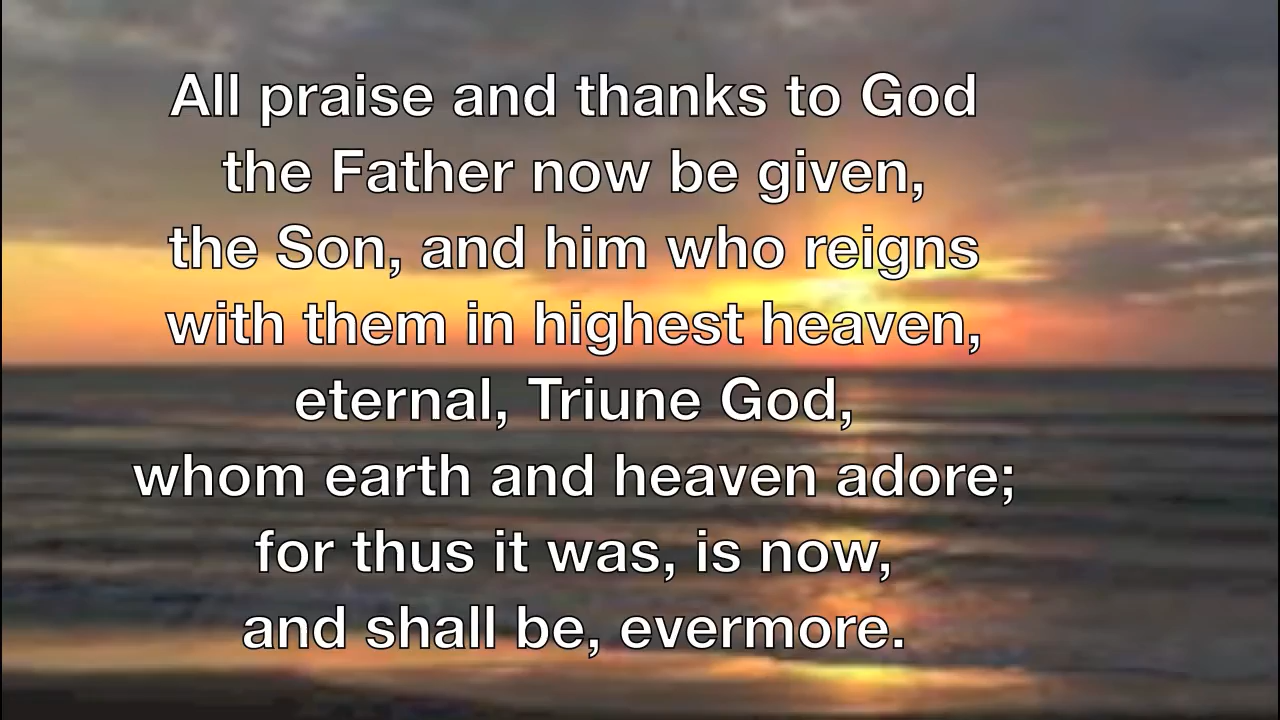 All praise and thanks to God
the Father now be given,
the Son, and him who reigns
with them in highest heaven,
eternal, Triune God,
whom earth and heaven adore;
for thus it was, is now,
and shall be, evermore.